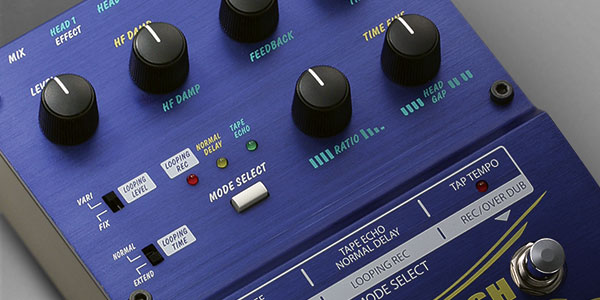 MIX
HEAD 1
EFFECT
HEAD
LEVEL
HF DAMP
HF DAMP
FEEDBACK
TIME FINE
RATIO
HEAD
GAP
LOOPING
REC
NORMAL
DELAY
TAPE
ECHO
MODE SELECT
VARI
FIX
LOOPING
LEVEL
NORMAL
EXTEND
LOOPING
TIME
TAPE ECHO
NORMAL DELAY
TAP TEMPO
LOOPING REC
REC/OVER DUB
MODE SELECT